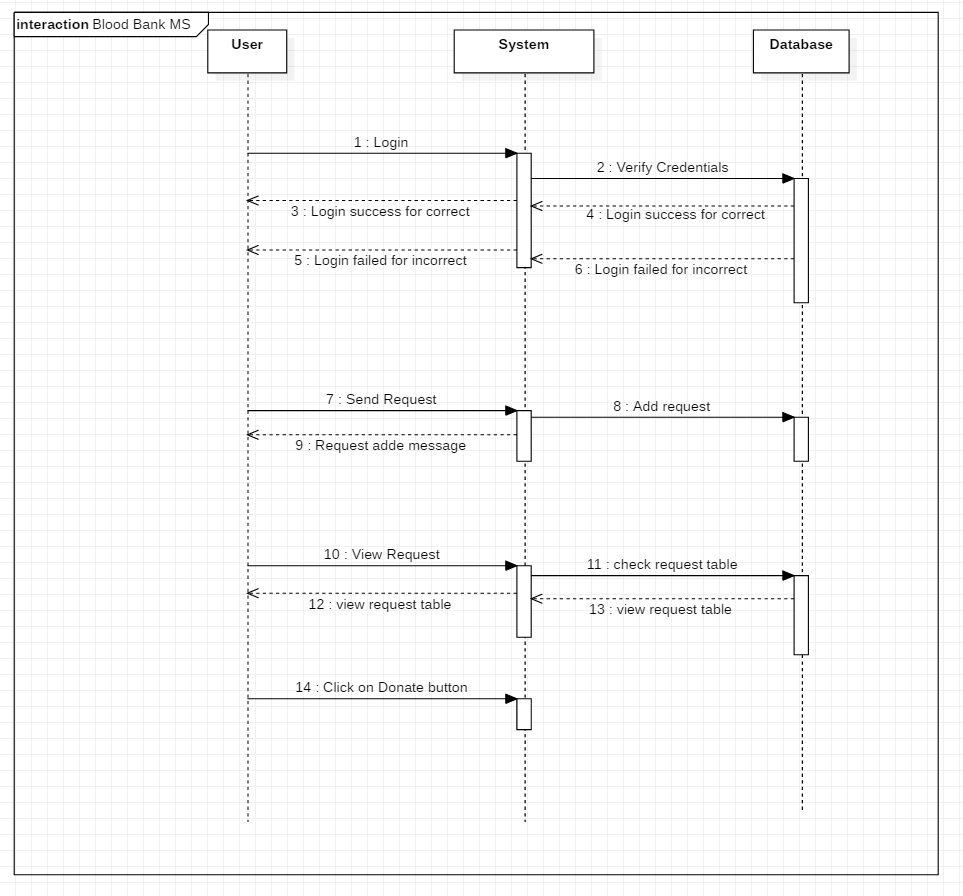 interaction Blood Bank MS
User
System
Database
1 : Login
2 : Verify Credentials
3 : Login success for correct
4 : Login success for correct
5 : Login failed for incorrect
6 : Login failed for incorrect
7 : Send Request
8 : Add request
9 : Request adde message
10 : View Request
11 : check request table
12 : view request table
13 : view request table
14 : Click on Donate button